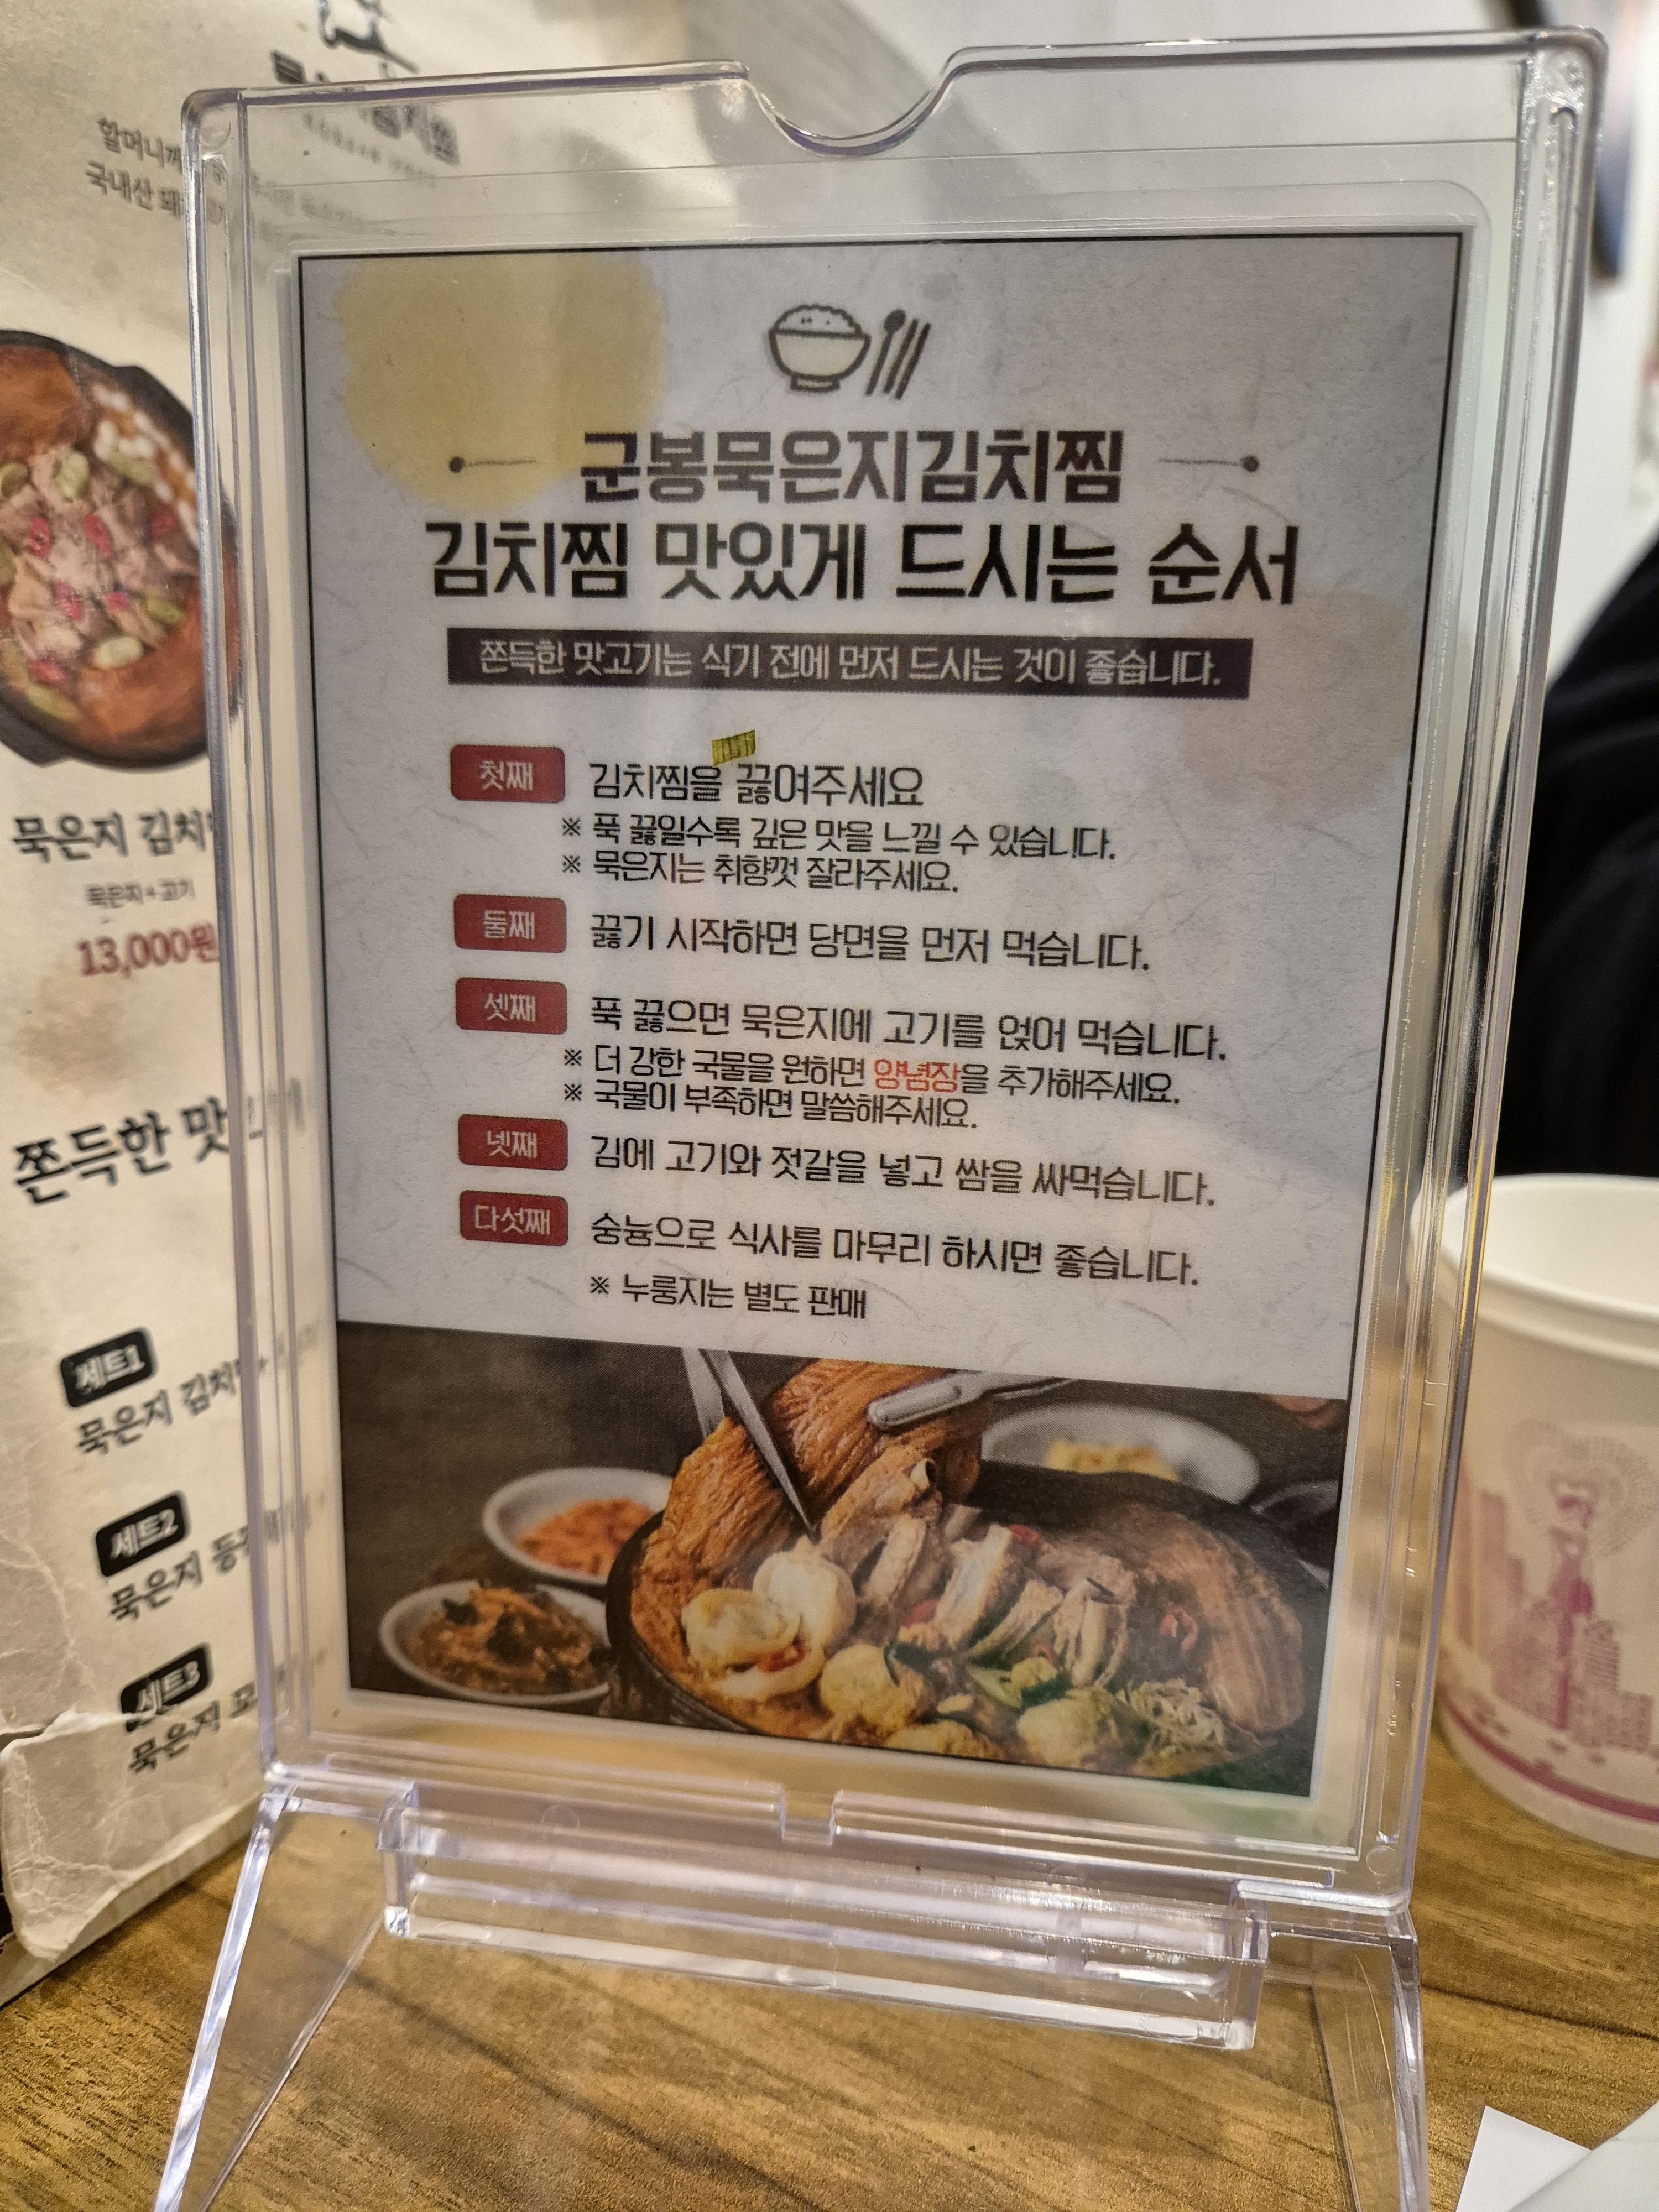 군봉묵은지김치찜
김치찜 맛있게 드시는 순서
쫀득한 맛고기는 식기 전에 먼저 드시는 것이 좋습니다.
첫째 김치찜을 끓여주세요
※ 푹 끓일수록 깊은 맛을 느낄 수 있습니다.
※ 묵은지는 취향껏 잘라주세요.
둘째 끓기 시작하면 당면을 먼저 먹습니다.
셋째 푹 끓으면 묵은지에 고기를 얹어 먹습니다.
※ 더 강한 국물을 원하면 양념장을 추가해주세요.
※ 국물이 부족하면 말씀해주세요.
넷째 김에 고기와 젓갈을 넣고 쌈을 싸먹습니다.
다섯째 숭늉으로 식사를 마무리 하시면 좋습니다.
※ 누룽지는 별도 판매
국내산
묵은지 김치
묵은지+고기
13,000원
쫀득한 맛
세트1
묵은지
세트2
묵은지
세트3
묵은지